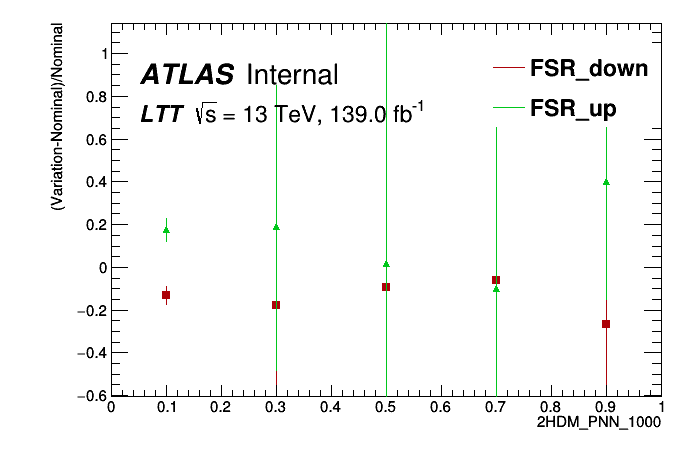 (Variation-Nominal)/Nominal
1
0.8
0.6
0.4
0.2
0
−0.2
−0.4
−0.6
ATLAS Internal
LTT √s = 13 TeV, 139.0 fb⁻¹
FSR_down
FSR_up
0 0.1 0.2 0.3 0.4 0.5 0.6 0.7 0.8 0.9 1
2HDM_PNN_1000